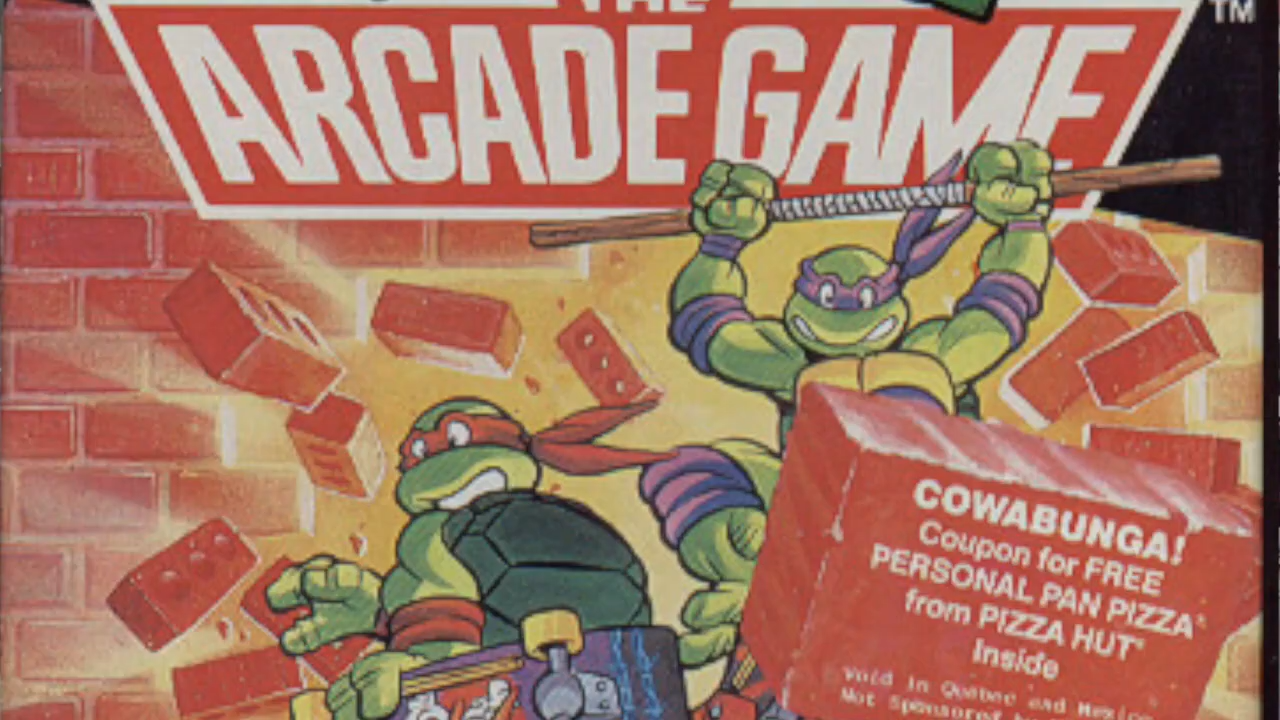 THE
ARCADE GAME
TM
COWABUNGA!
Coupon for FREE
PERSONAL PAN PIZZA®
from PIZZA HUT®
Inside
Void in Quebec and Mexico
Not Sponsored